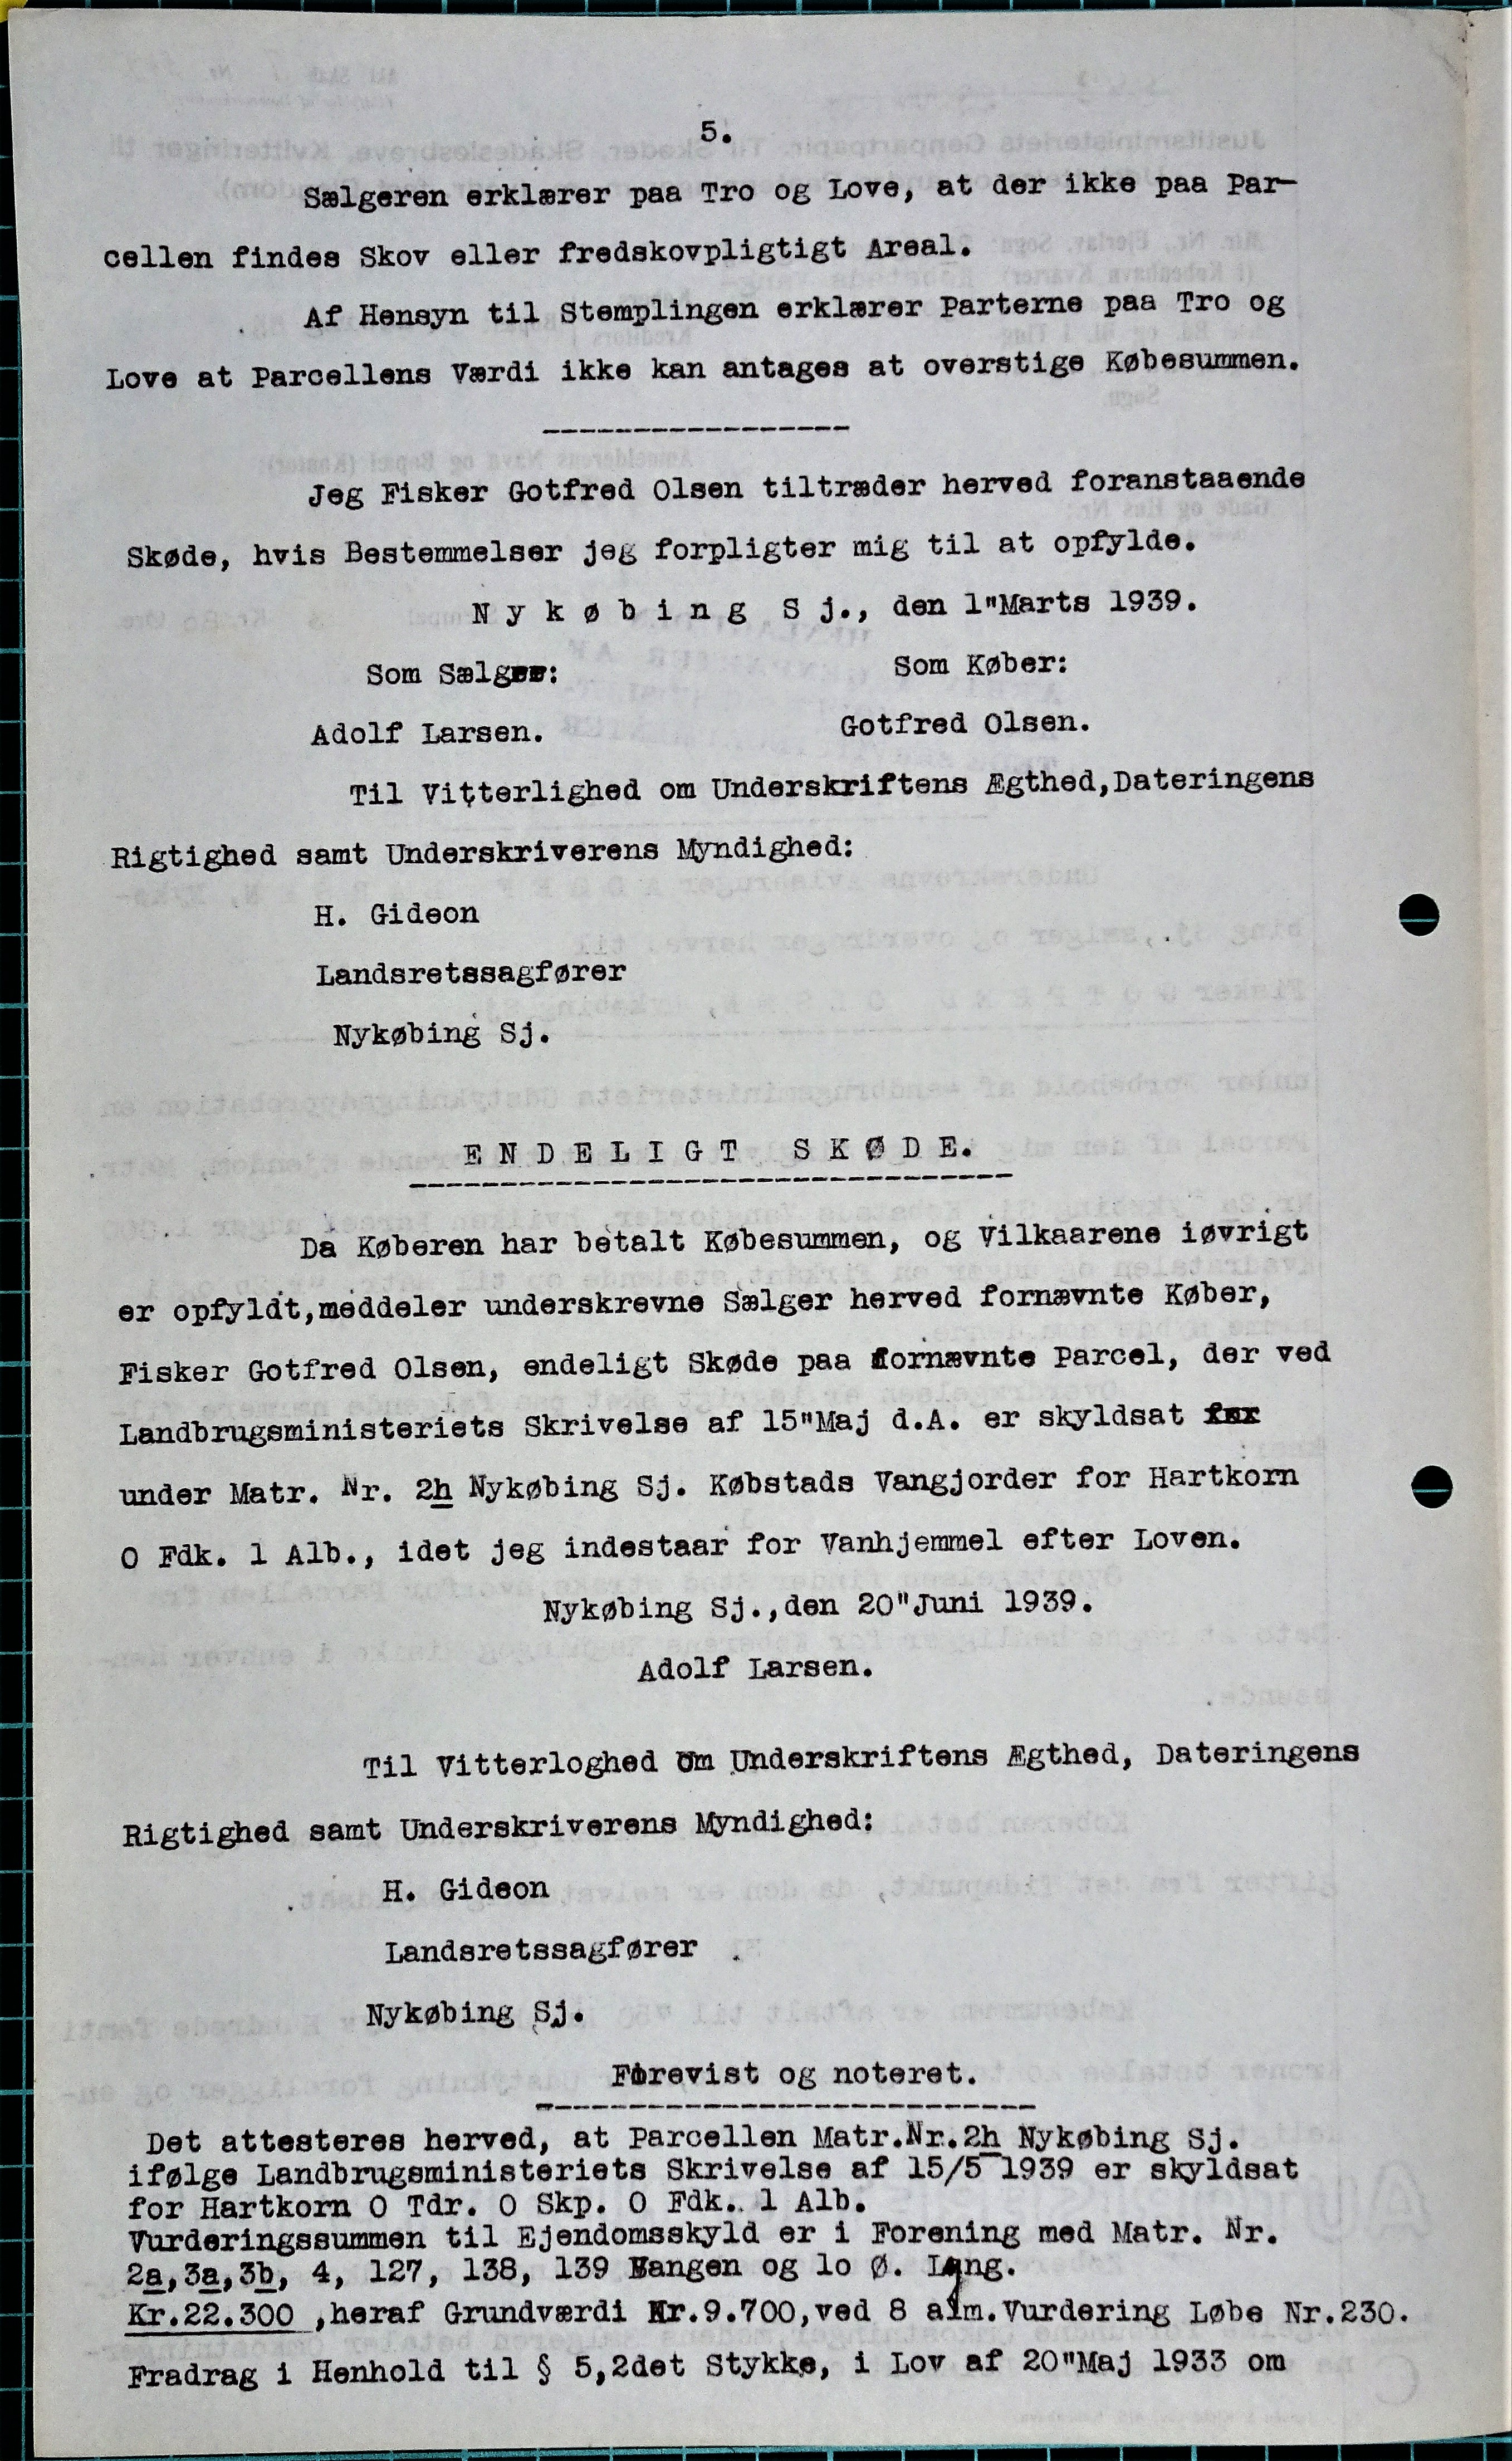 5.
Sælgeren erklærer paa Tro og Love, at der ikke paa Par-
cellen findes Skov eller fredskovpligtigt Areal.
Af Hensyn til Stemplingen erklærer Parterne paa Tro og
Love at Parcellens Værdi ikke kan antages at overstige Købesummen.
-----------------
Jeg Fisker Gotfred Olsen tiltræder herved foranstaaende
Skøde, hvis Bestemmelser jeg forpligter mig til at opfylde.
N y k ø b i n g  S j., den 1"Marts 1939.
Som Sælger: Som Køber:
Adolf Larsen. Gotfred Olsen.
Til Vitterlighed om Underskriftens Ægthed,Dateringens
Rigtighed samt Underskriverens Myndighed:
H. Gideon
Landsretssagfører
Nykøbing Sj.
E N D E L I G T  S K Ø D E.
---------------------------------
Da Køberen har betalt Købesummen, og Vilkaarene iøvrigt
er opfyldt,meddeler underskrevne Sælger herved fornævnte Køber,
Fisker Gotfred Olsen, endeligt Skøde paa fornævnte Parcel, der ved
Landbrugsministeriets Skrivelse af 15"Maj d.A. er skyldsat
under Matr. Nr. 2h Nykøbing Sj. Købstads Vangjorder for Hartkorn
0 Fdk. 1 Alb., idet jeg indestaar for Vanhjemmel efter Loven.
Nykøbing Sj.,den 20"Juni 1939.
Adolf Larsen.
Til Vitterloghed Om Underskriftens Ægthed, Dateringens
Rigtighed samt Underskriverens Myndighed:
H. Gideon
Landsretssagfører
Nykøbing Sj.
Forevist og noteret.
---------------------------
Det attesteres herved, at Parcellen Matr.Nr.2h Nykøbing Sj.
ifølge Landbrugsministeriets Skrivelse af 15/5 1939 er skyldsat
for Hartkorn 0 Tdr. 0 Skp. 0 Fdk. 1 Alb.
Vurderingssummen til Ejendomsskyld er i Forening med Matr. Nr.
2a,3a,3b, 4, 127, 138, 139 Vangen og lo Ø. Lyng.
Kr.22.300 ,heraf Grundværdi Kr.9.700,ved 8 alm.Vurdering Løbe Nr.230.
Fradrag i Henhold til § 5,2det Stykke, i Lov af 20"Maj 1933 om